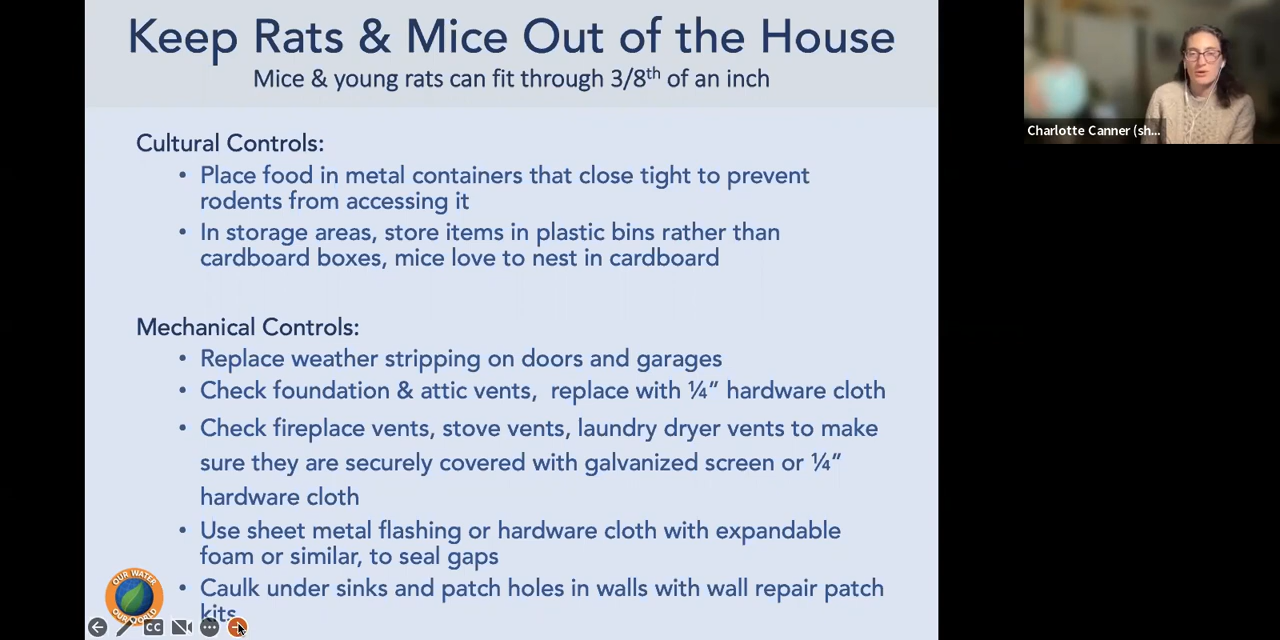 Keep Rats & Mice Out of the House
Mice & young rats can fit through 3/8th of an inch
Charlotte Canner (sh...
Cultural Controls:
• Place food in metal containers that close tight to prevent
rodents from accessing it
• In storage areas, store items in plastic bins rather than
cardboard boxes, mice love to nest in cardboard
Mechanical Controls:
• Replace weather stripping on doors and garages
• Check foundation & attic vents, replace with ¼” hardware cloth
• Check fireplace vents, stove vents, laundry dryer vents to make
sure they are securely covered with galvanized screen or ¼”
hardware cloth
• Use sheet metal flashing or hardware cloth with expandable
foam or similar, to seal gaps
• Caulk under sinks and patch holes in walls with wall repair patch
kits
OUR WATER
OUR WORLD
CC